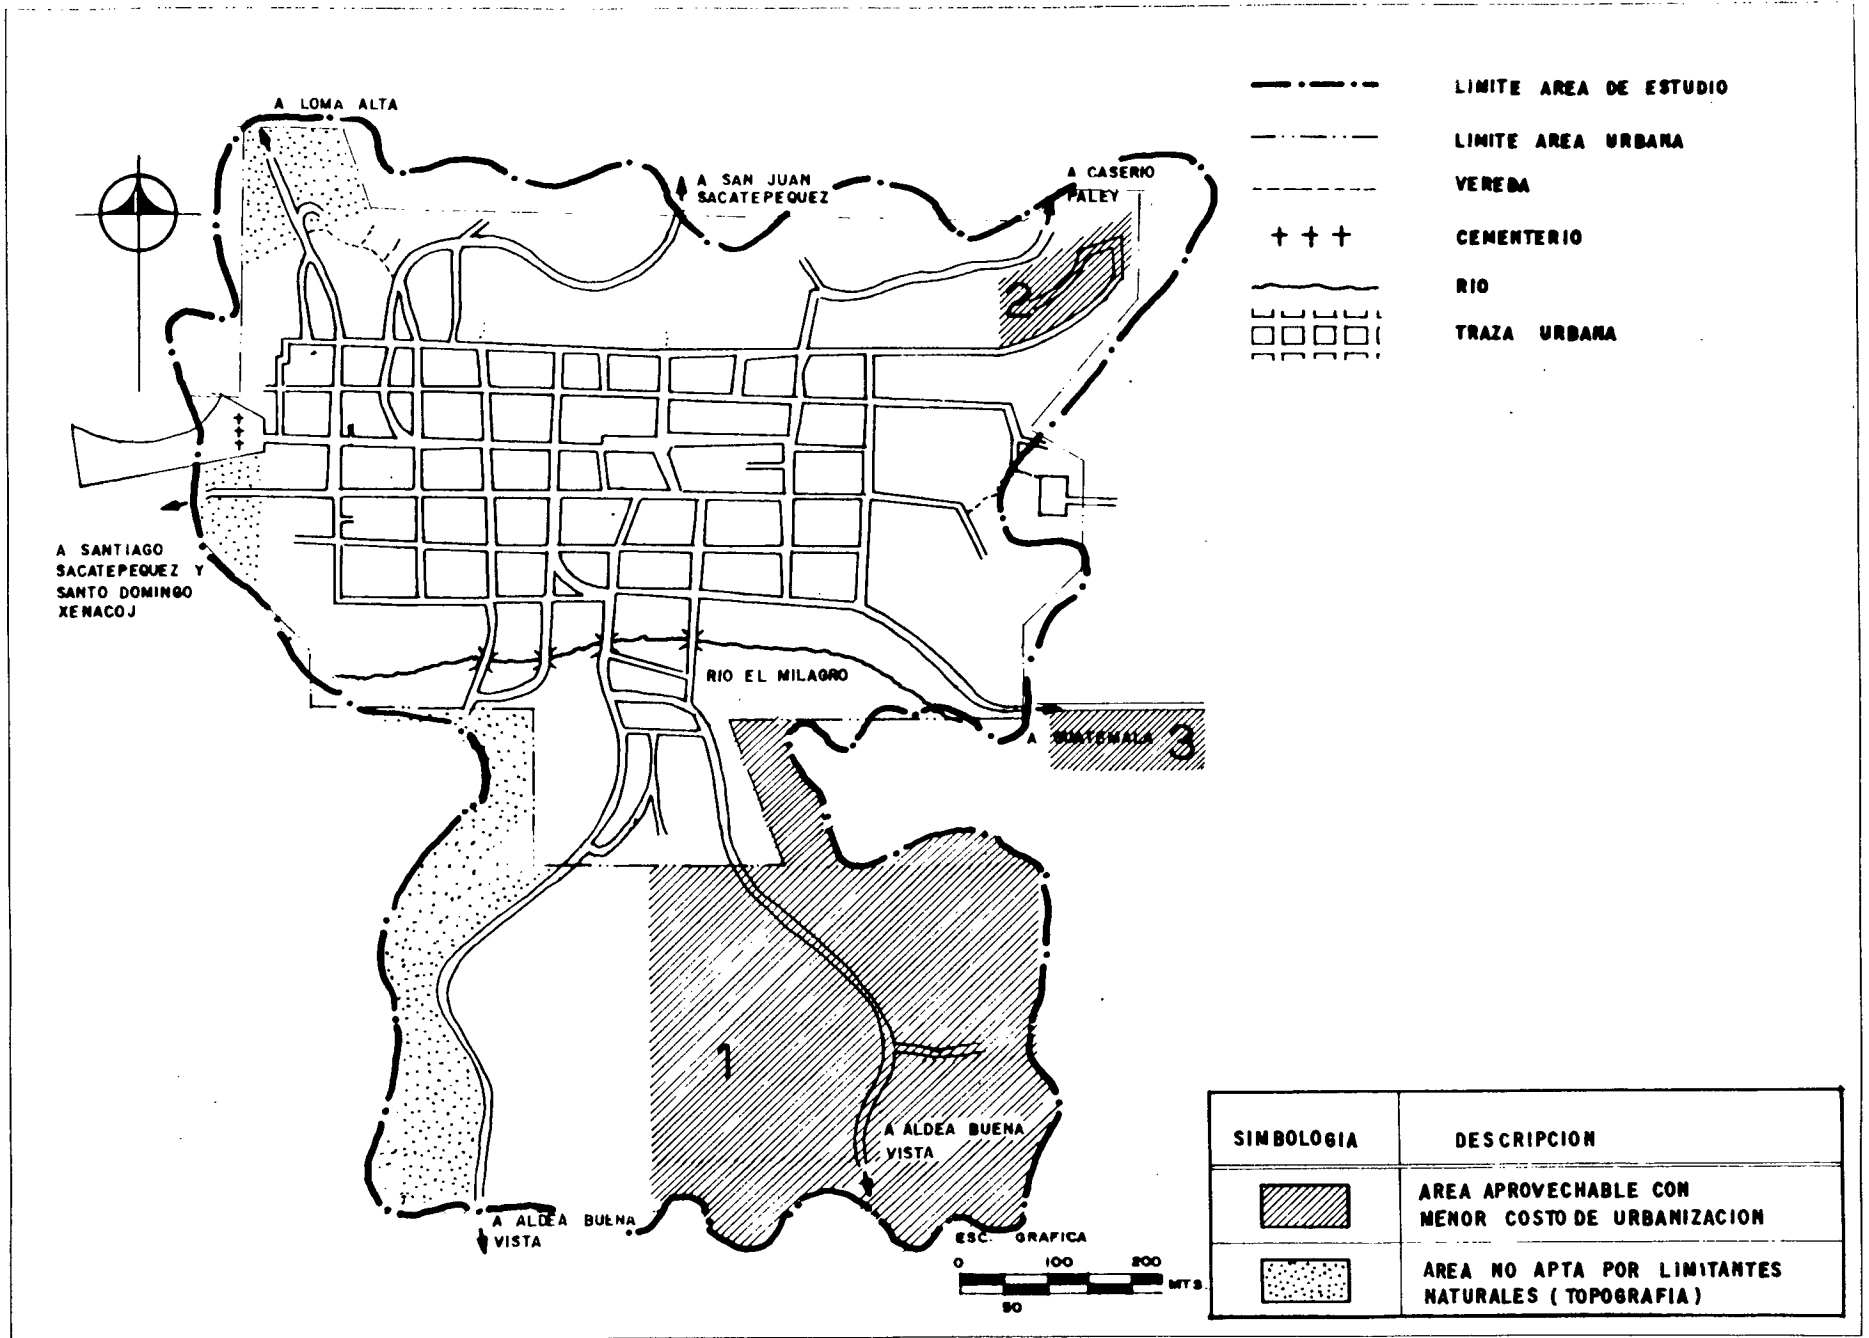 A LOMA ALTA
A SAN JUAN
SACATEPEQUEZ
A CASERIO
PALEY
LIMITE AREA DE ESTUDIO
LIMITE AREA URBANA
VEREDA
CEMENTERIO
RIO
TRAZA URBANA
2
A SANTIAGO
SACATEPEQUEZ Y
SANTO DOMINGO
XENACOJ
RIO EL MILAGRO
A GUATEMALA
3
1
A ALDEA BUENA
VISTA
A ALDEA BUENA
VISTA
ESC. GRAFICA
0 100 200
MTS
50
SIMBOLOGIA DESCRIPCION
AREA APROVECHABLE CON
MENOR COSTO DE URBANIZACION
AREA NO APTA POR LIMITANTES
NATURALES (TOPOGRAFIA)